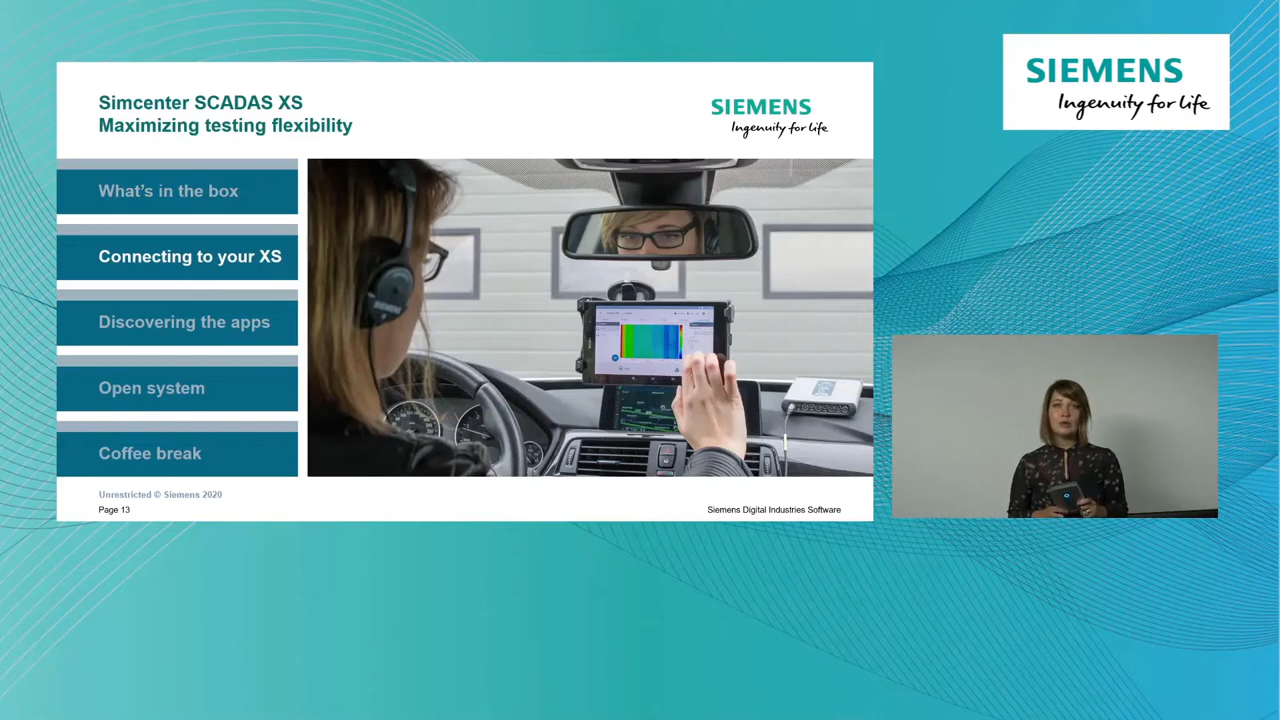 Simcenter SCADAS XS
Maximizing testing flexibility
SIEMENS
Ingenuity for life
What's in the box
Connecting to your XS
Discovering the apps
Open system
Coffee break
Unrestricted © Siemens 2020
Page 13
Siemens Digital Industries Software
SIEMENS
Ingenuity for life
SIEMENS